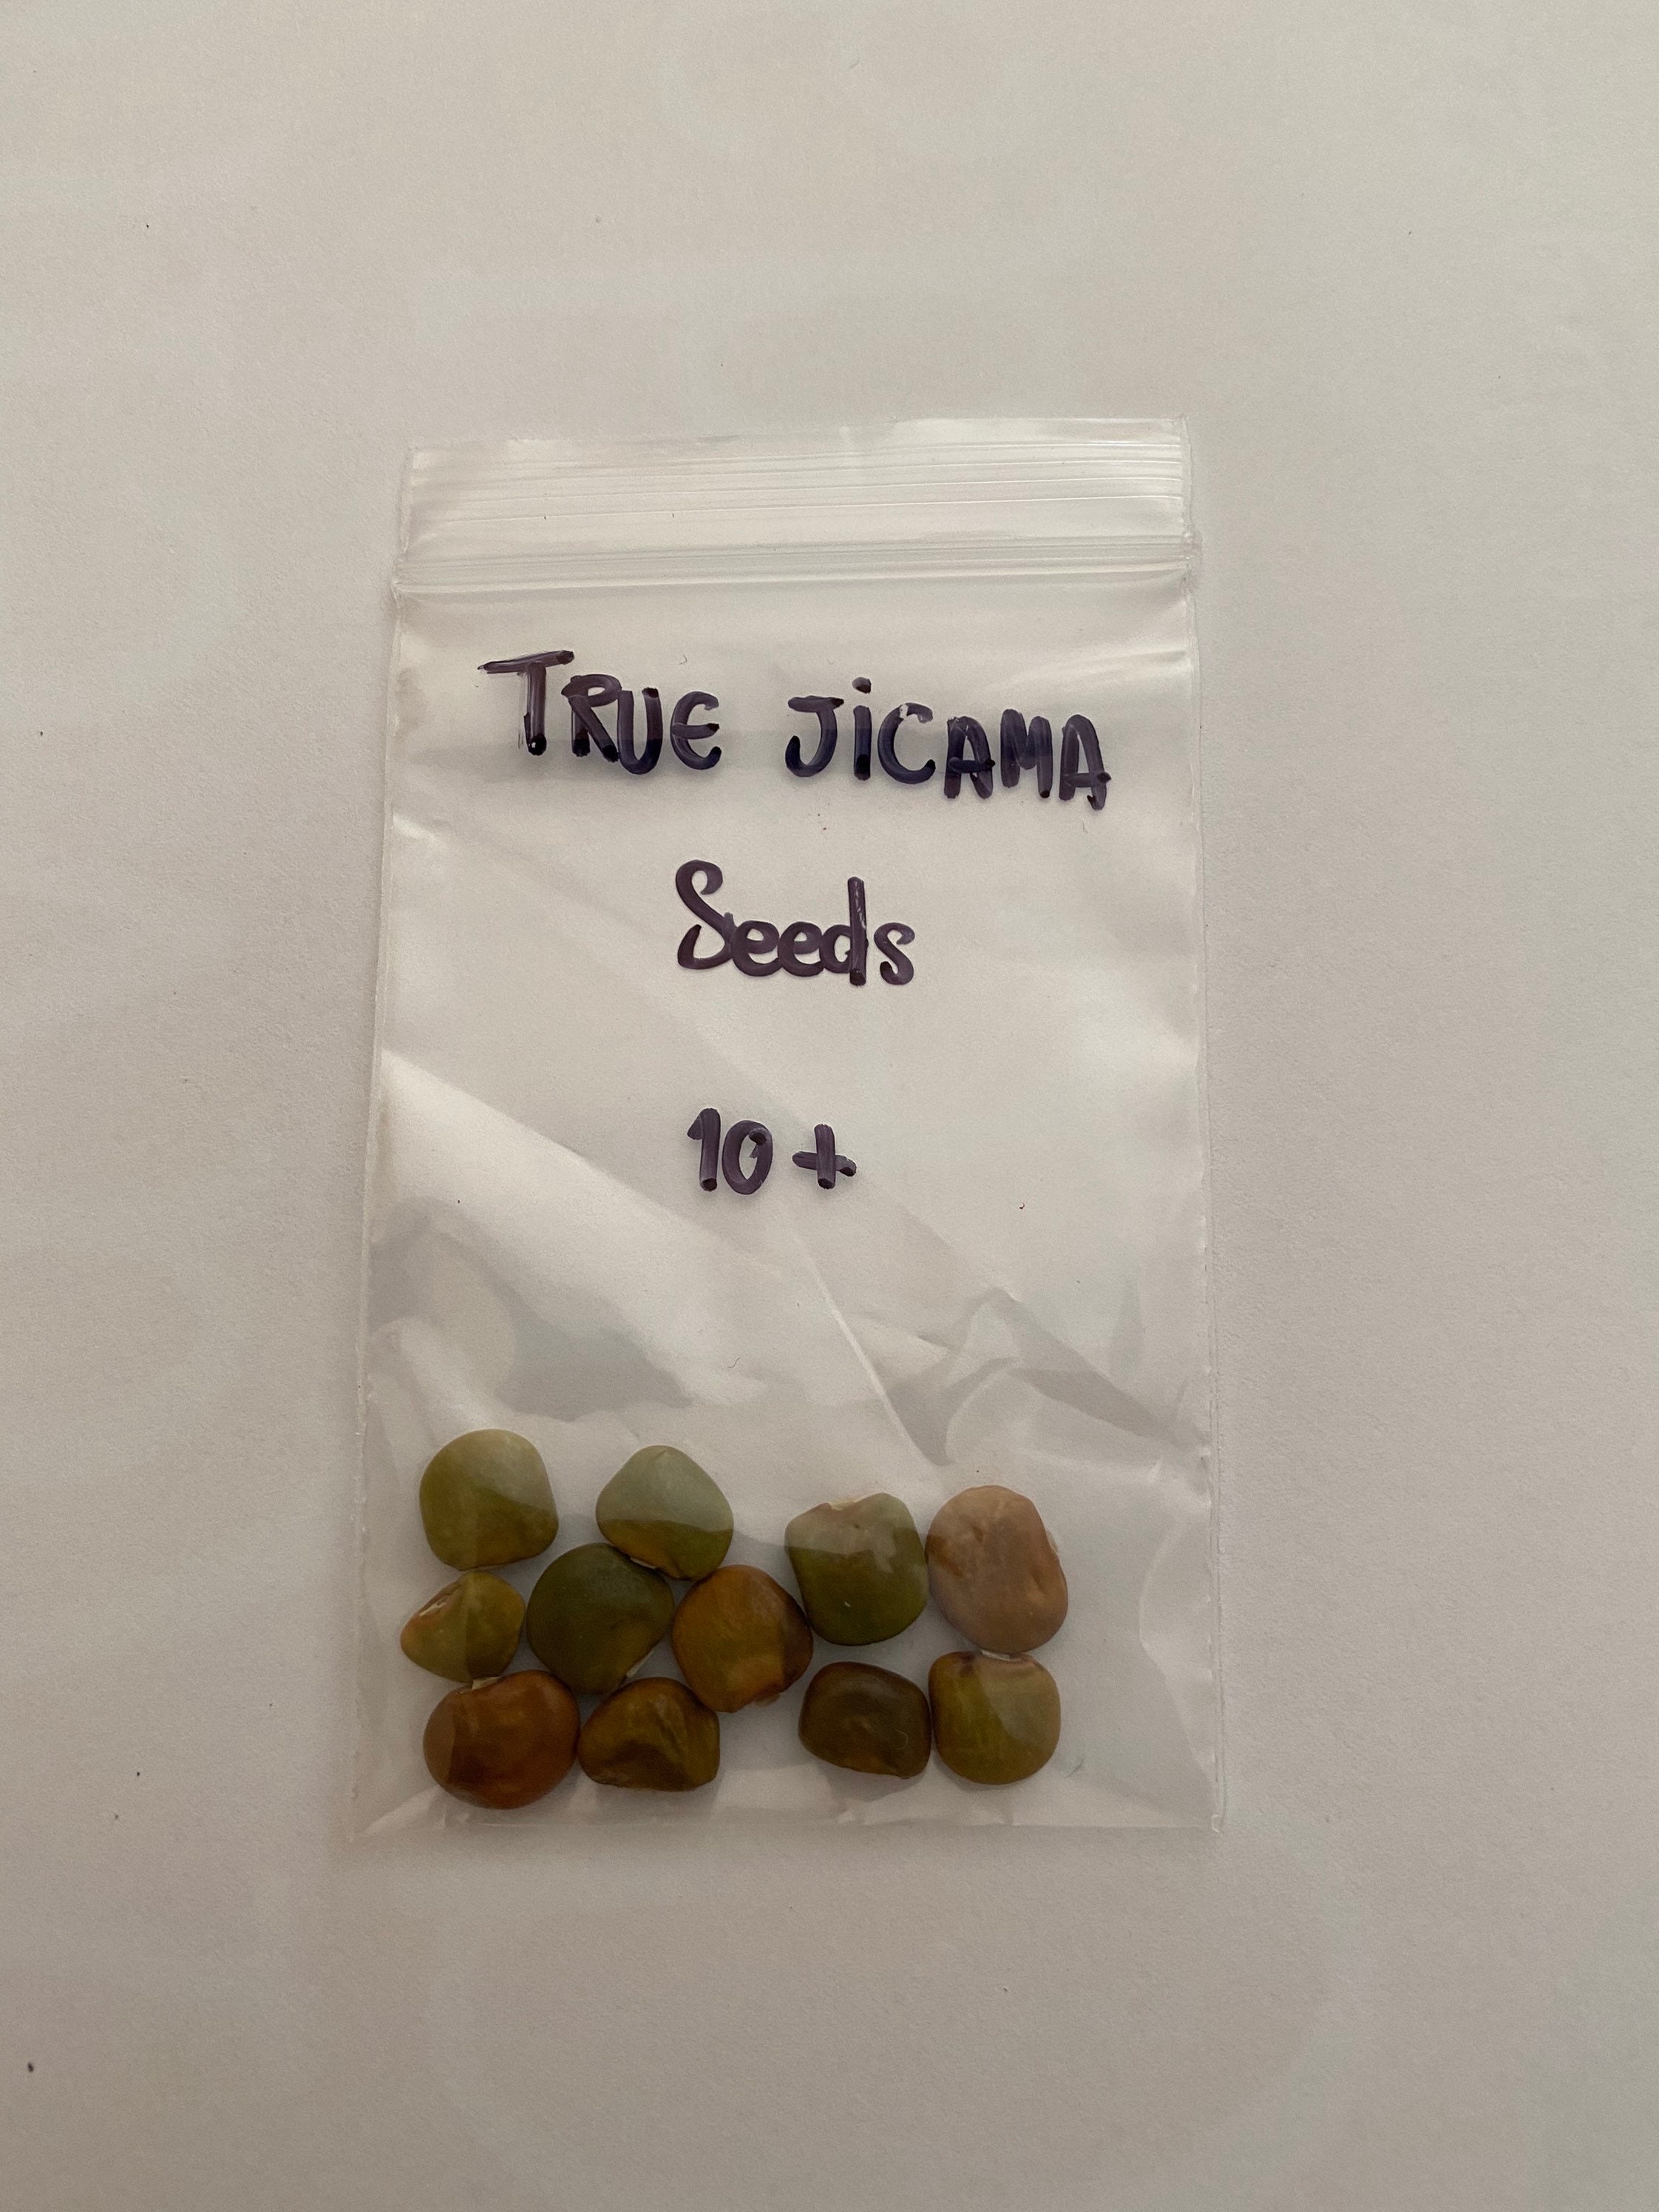 TRUE JiCAMA
Seeds
10+